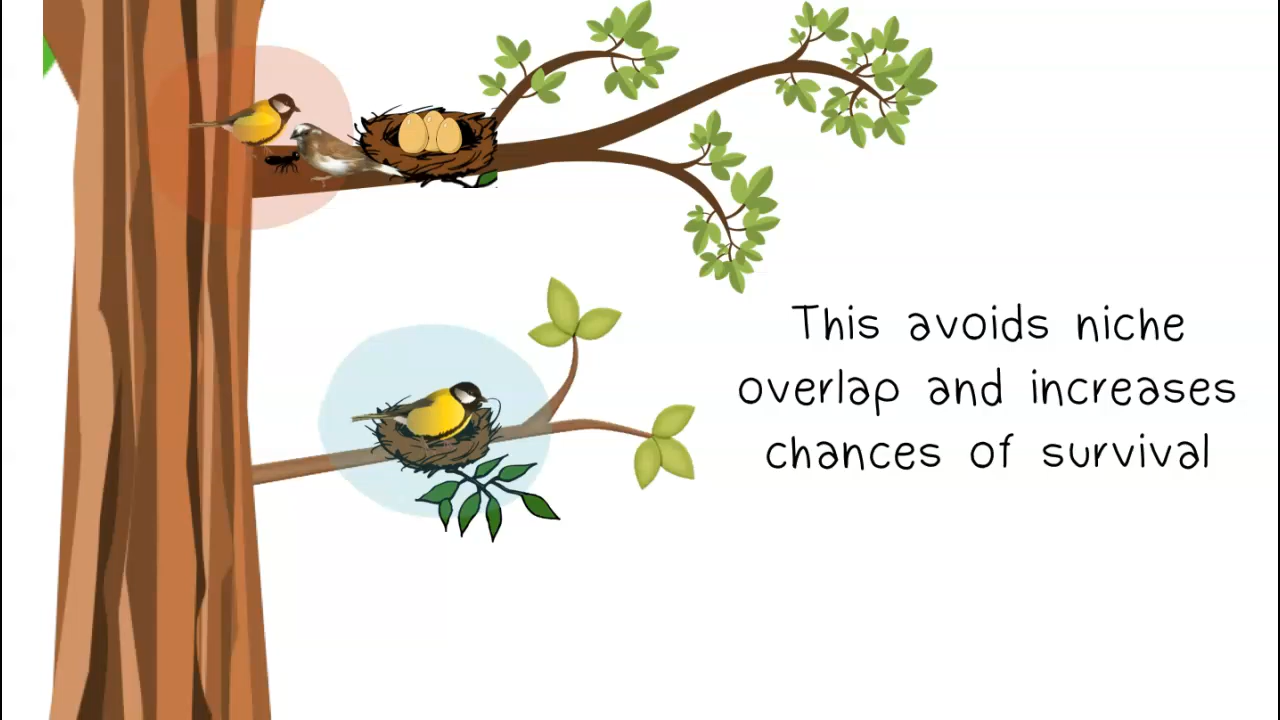 This avoids niche
overlap and increases
chances of survival